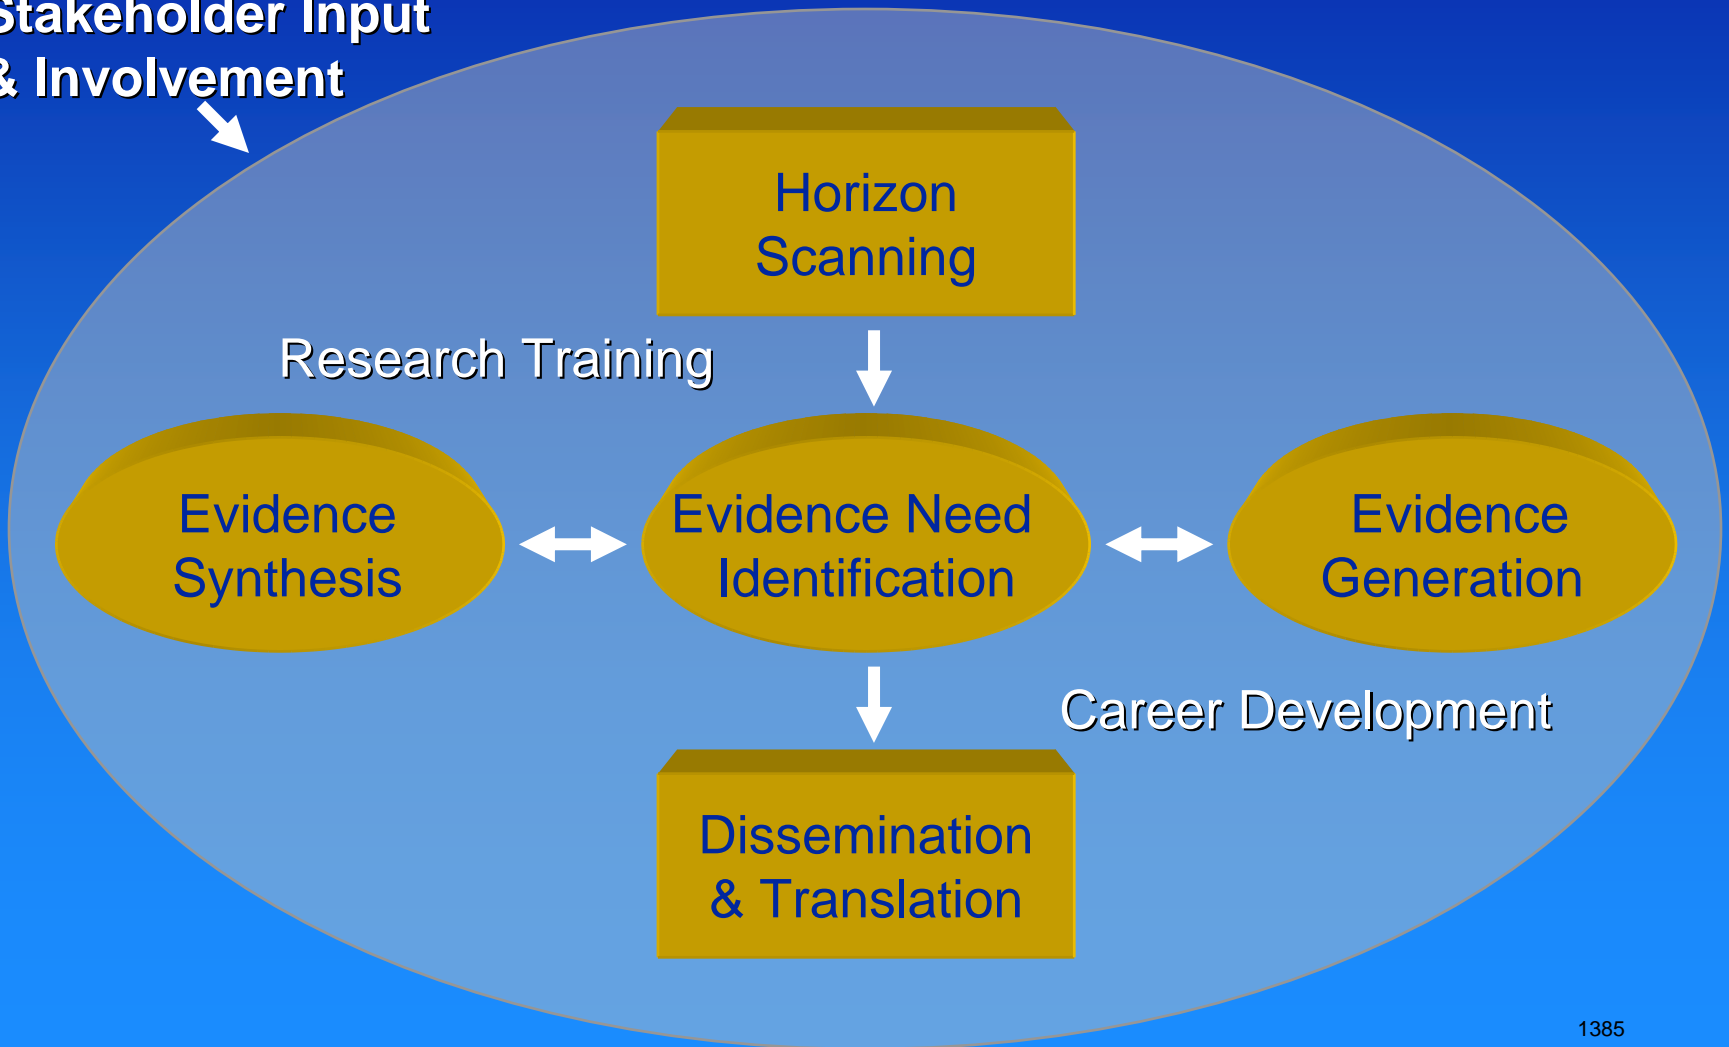 Stakeholder Input
& Involvement
Horizon
Scanning
Research Training
Evidence
Synthesis
Evidence Need
Identification
Evidence
Generation
Career Development
Dissemination
& Translation
1385